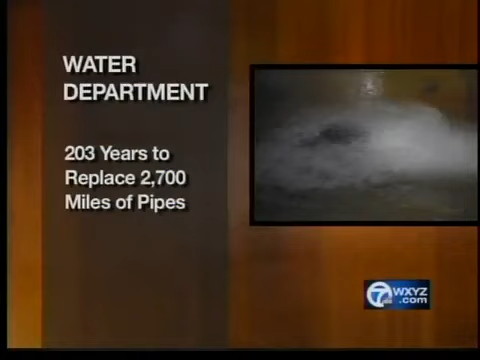 WATER
DEPARTMENT
203 Years to
Replace 2,700
Miles of Pipes
7 WXYZ
.com